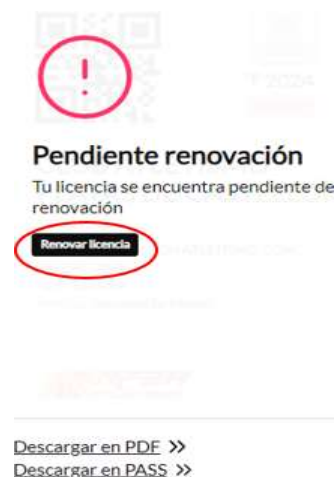 Pendiente renovación
Tu licencia se encuentra pendiente de
renovación
Renovar licencia
Descargar en PDF >>
Descargar en PASS >>